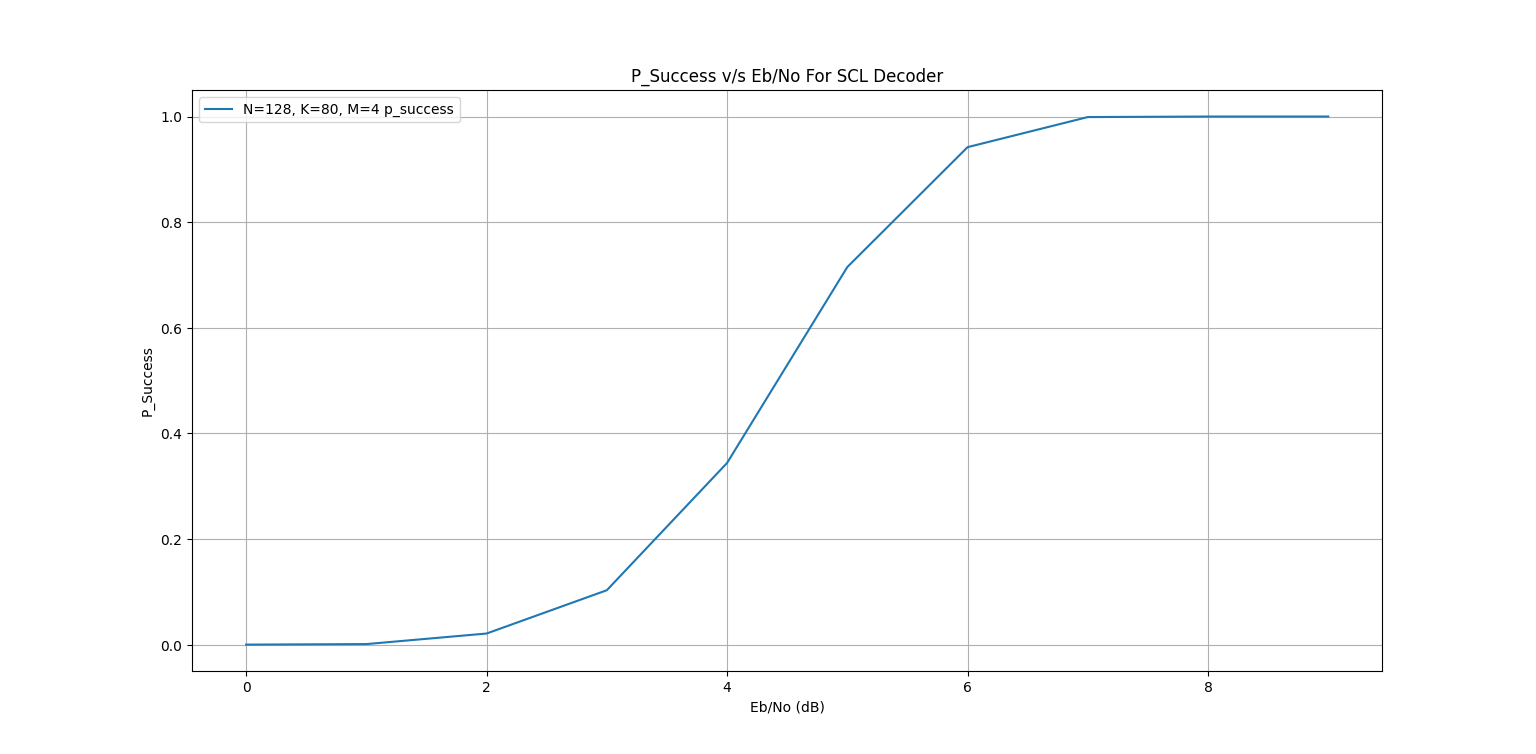 P_Success v/s Eb/No For SCL Decoder
N=128, K=80, M=4 p_success
1.0
0.8
0.6
0.4
0.2
0.0
P_Success
0 2 4 6 8
Eb/No (dB)